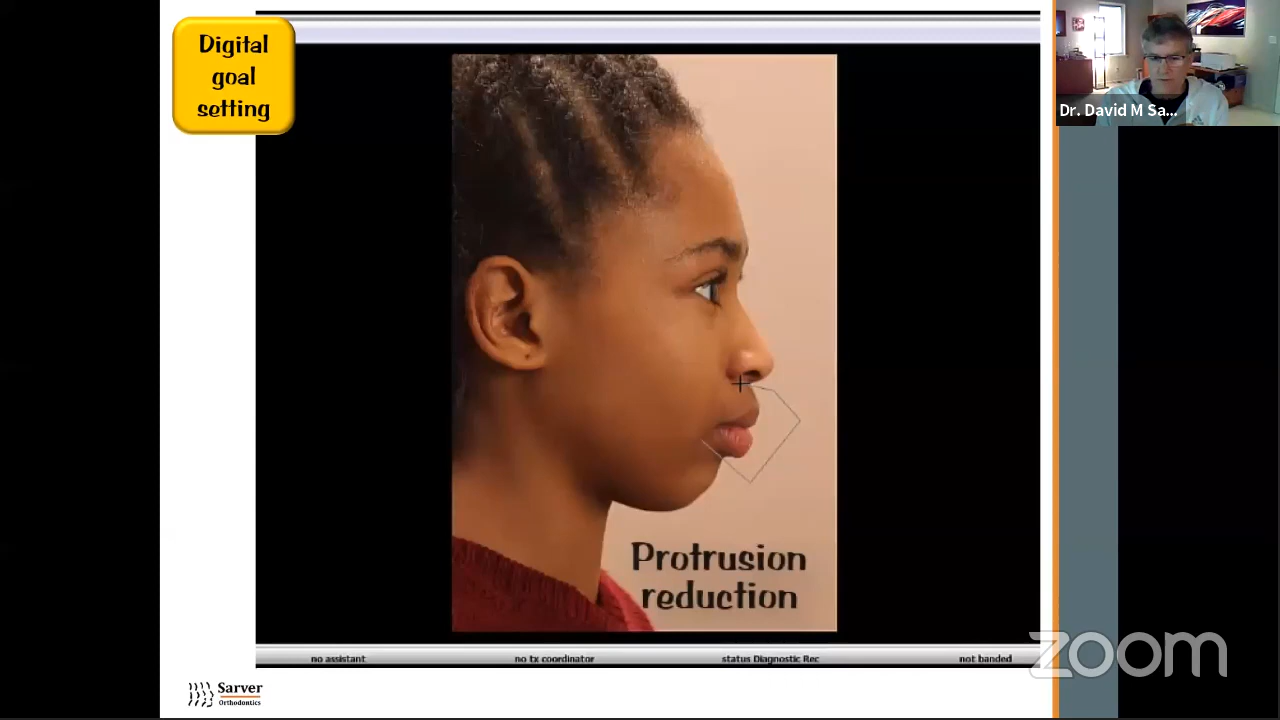 Digital
goal
setting
Dr. David M Sa...
Protrusion
reduction
no assistant
no tx coordinator
status Diagnostic Rec
not banded
Sarver
Orthodontics
zoom